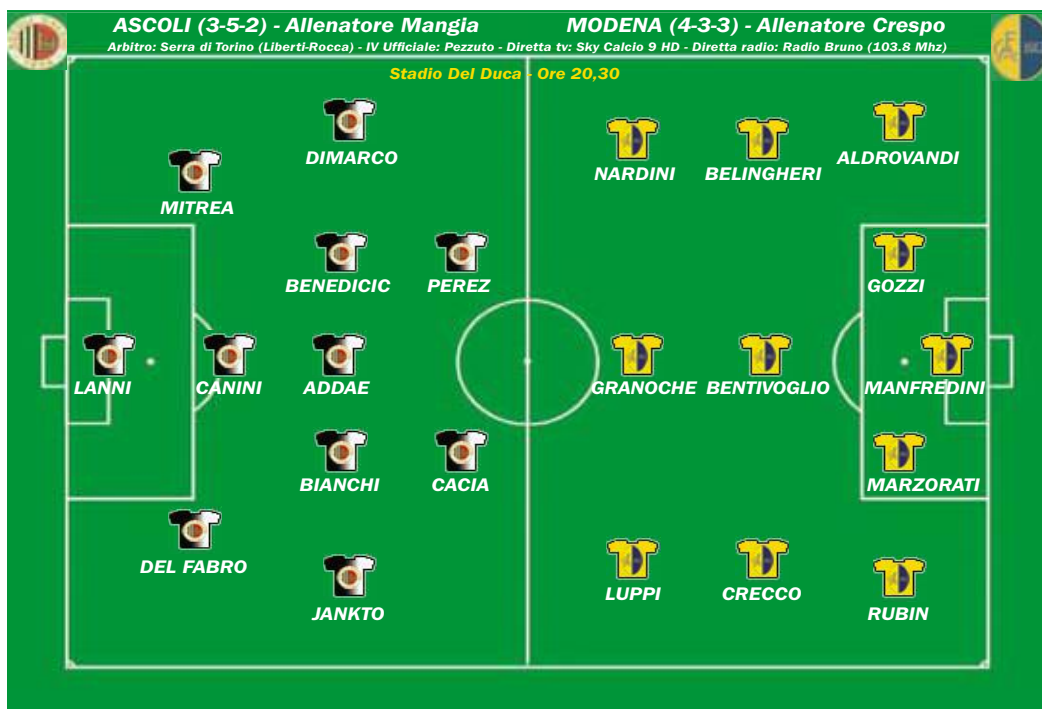 ASCOLI (3-5-2) - Allenatore Mangia
MODENA (4-3-3) - Allenatore Crespo
Arbitro: Serra di Torino (Liberti-Rocca) - IV Ufficiale: Pezzuto - Diretta tv: Sky Calcio 9 HD - Diretta radio: Radio Bruno (103.8 Mhz)
Stadio Del Duca - Ore 20,30
DIMARCO
MITREA
BENEDICIC
PEREZ
LANNI
CANINI
ADDAE
BIANCHI
CACIA
DEL FABRO
JANKTO
NARDINI
BELINGHERI
ALDROVANDI
GOZZI
GRANOCHE
BENTIVOGLIO
MANFREDINI
MARZORATI
LUPPI
CRECCO
RUBIN